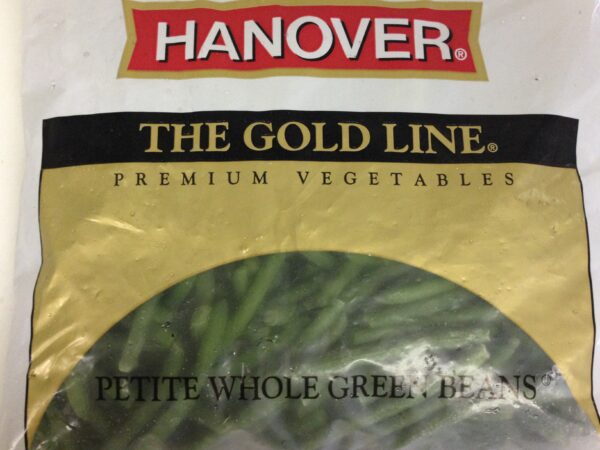 HANOVER®
THE GOLD LINE®
PREMIUM VEGETABLES
PETITE WHOLE GREEN BEANS